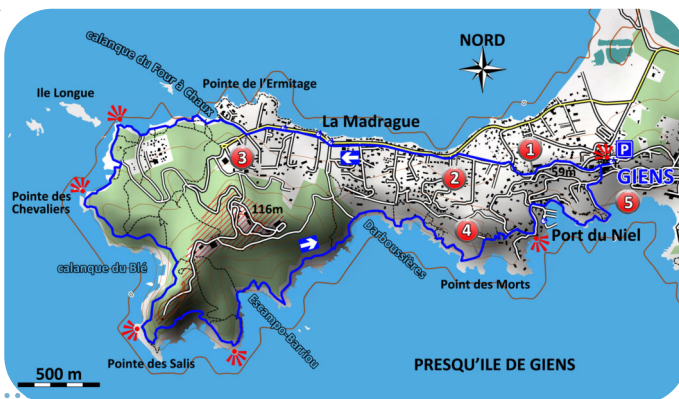 NORD
calanque du Four à Chaux
Pointe de l'Ermitage
Ile Longue
La Madrague
1
P
3
2
59m
GIENS
Pointe des
Chevaliers
5
116m
4
Port du Niel
Darboussières
calanque du Blé
Point des Morts
Escampo-Barriou
Pointe des Salis
PRESQU'ILE DE GIENS
500 m